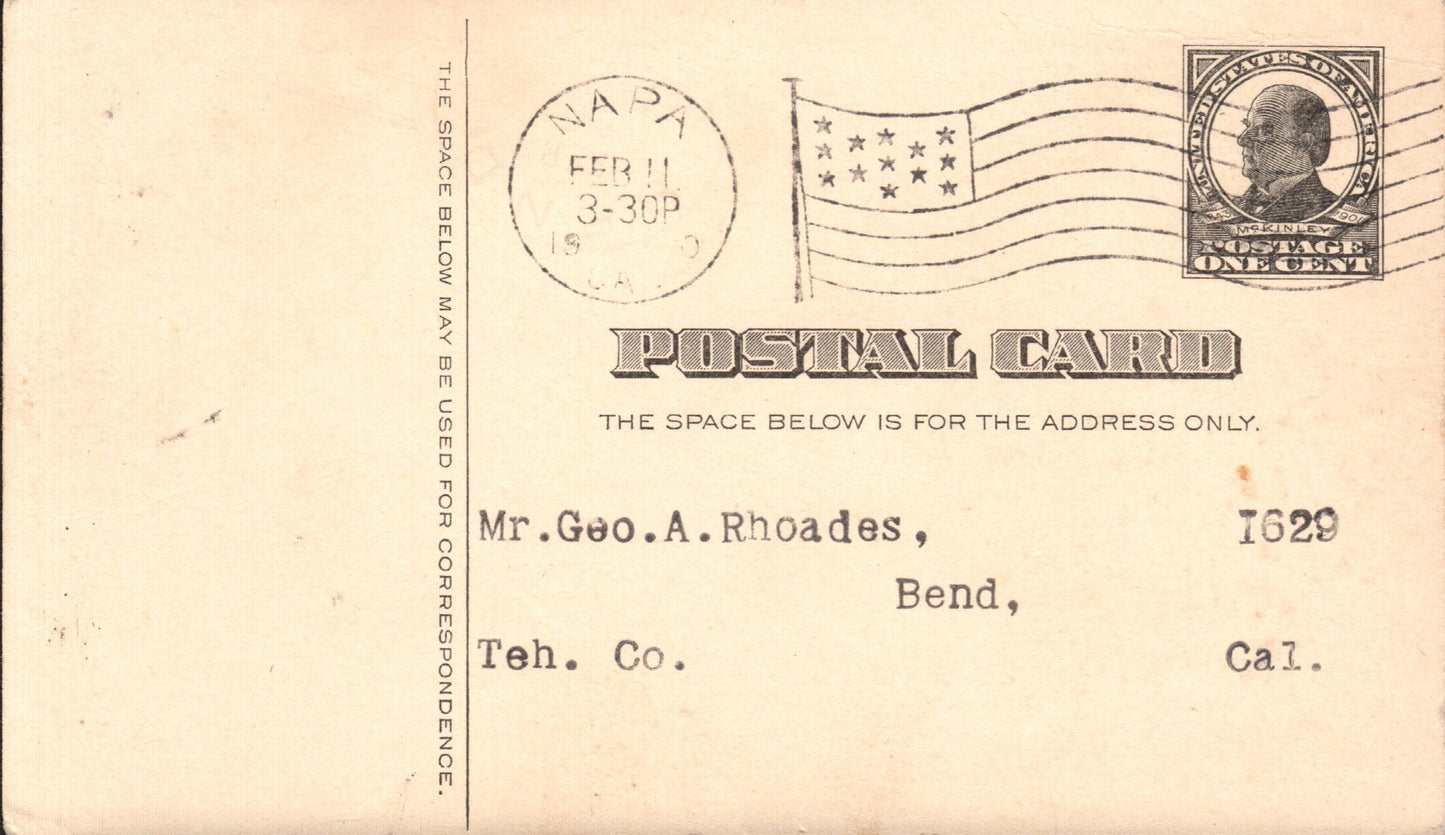 THE SPACE BELOW MAY BE USED FOR CORRESPONDENCE.
NAPA
FEB 11
3-30P
19 0
CAL.
UNITED STATES OF AMERICA
1843 1901
McKINLEY
POSTAGE
ONE CENT
POSTAL CARD
THE SPACE BELOW IS FOR THE ADDRESS ONLY.
Mr.Geo.A.Rhoades, I629
Bend,
Teh. Co. Cal.